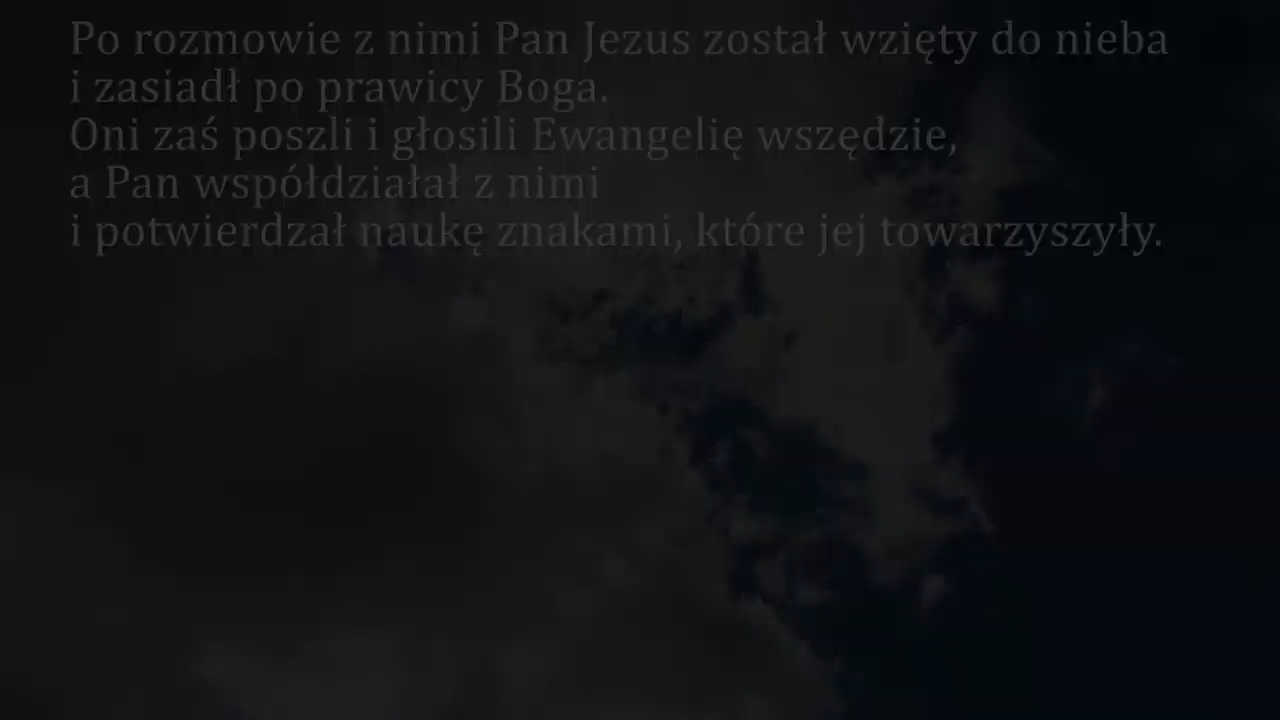 Po rozmowie z nimi Pan Jezus został wzięty do nieba
i zasiadł po prawicy Boga.
Oni zaś poszli i głosili Ewangelię wszędzie,
a Pan współdziałał z nimi
i potwierdzał naukę znakami, które jej towarzyszyły.